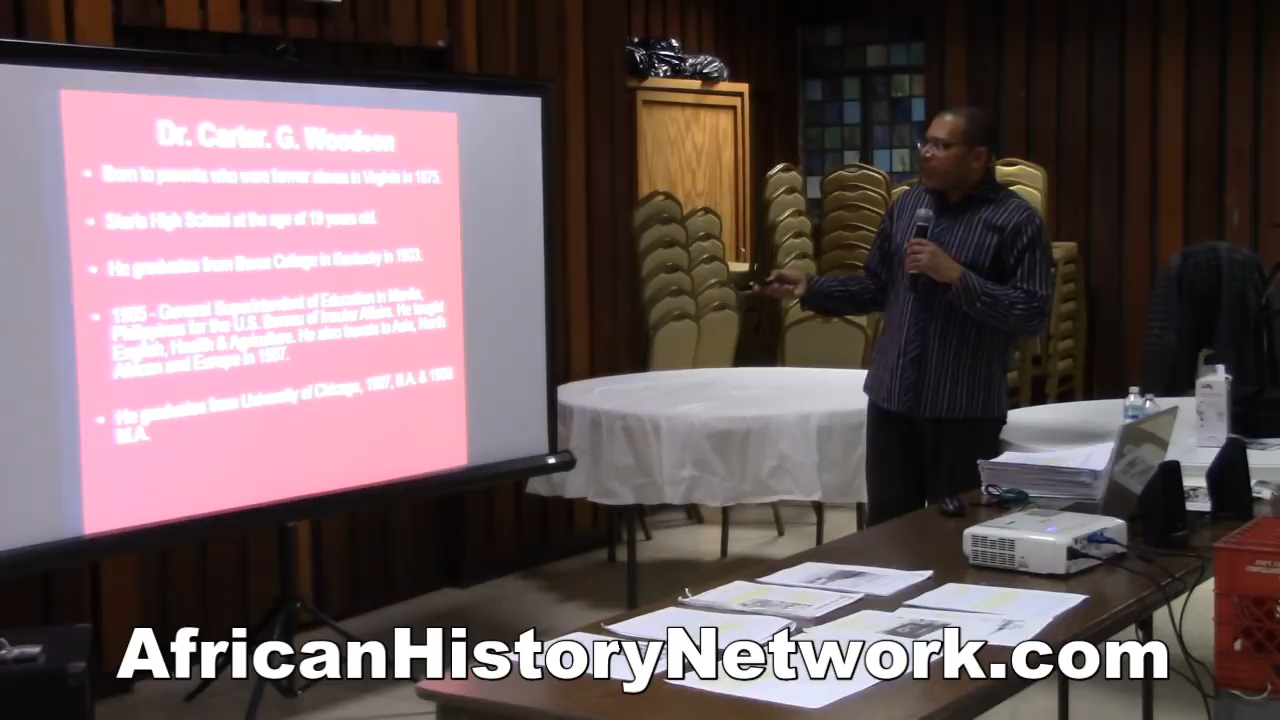 Dr. Carter. G. Woodson
• Born to parents who were former slaves in Virginia in 1875.
• Starts High School at the age of 19 years old.
• He graduates from Berea College in Kentucky in 1903.
• 1905 - General Superintendent of Education in Manila,
Philippines for the U.S. Bureau of Insular Affairs. He taught
English, Health & Agriculture. He also travels to Asia, North
African and Europe in 1907.
• He graduates from University of Chicago, 1907, B.A. & 1908
M.A.
AfricanHistoryNetwork.com